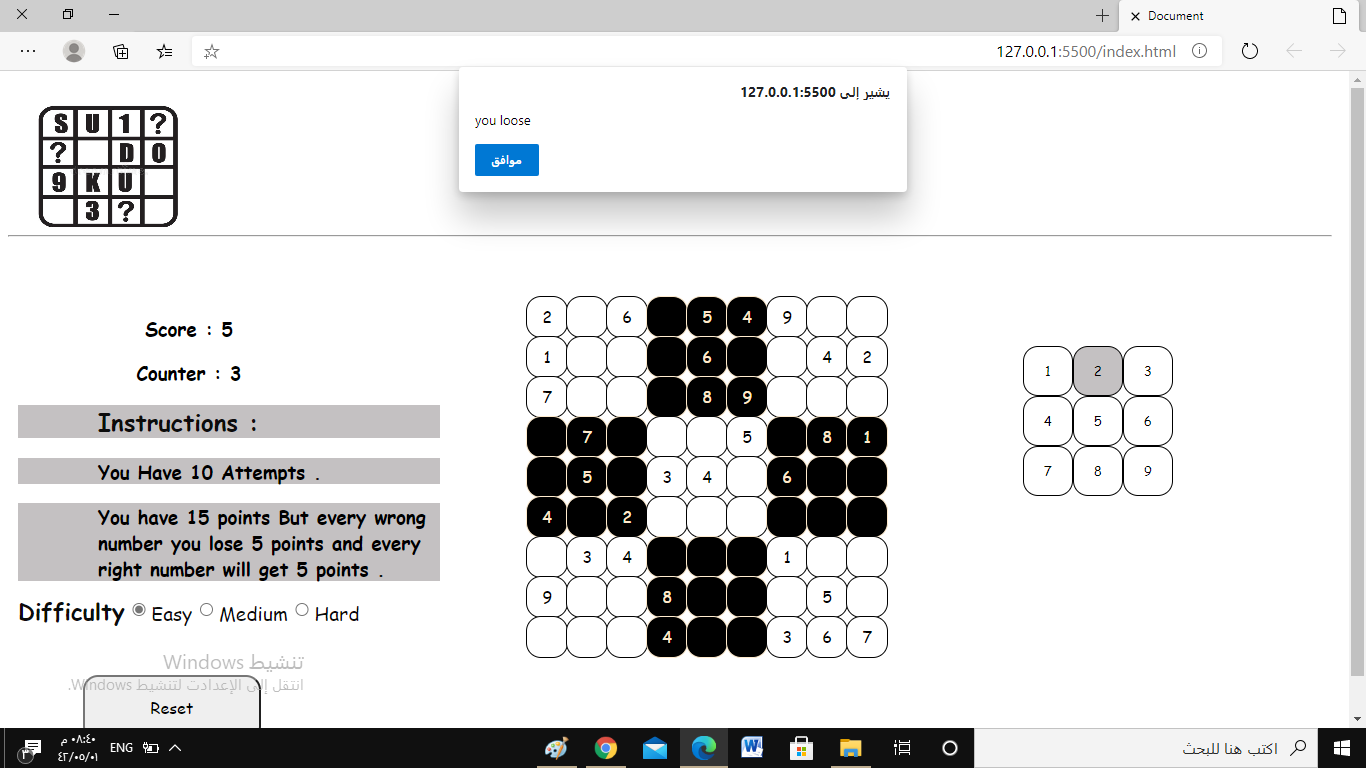 Document
127.0.0.1:5500/index.html
يشير إلى 127.0.0.1:5500
you loose
موافق
S U 1 ?
? D O
9 K U
3 ?
Score : 5
Counter : 3
Instructions :
You Have 10 Attempts .
You have 15 points But every wrong
number you lose 5 points and every
right number will get 5 points .
Difficulty Easy Medium Hard
Reset
2 6 5 4 9
1 6 4 2
7 8 9
7 5 8 1
5 3 4 6
4 2
3 4 1
9 8 5
4 3 6 7
1 2 3
4 5 6
7 8 9
تنشيط Windows
انتقل إلى الإعدادت لتنشيط Windows.
٠٨:٤٠ م
٤٢/٠٥/٠١
٣
ENG
اكتب هنا للبحث